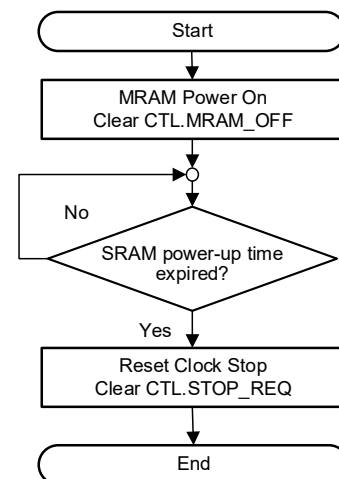 Start
MRAM Power On
Clear CTL.MRAM_OFF
No
SRAM power-up time
expired?
Yes
Reset Clock Stop
Clear CTL.STOP_REQ
End